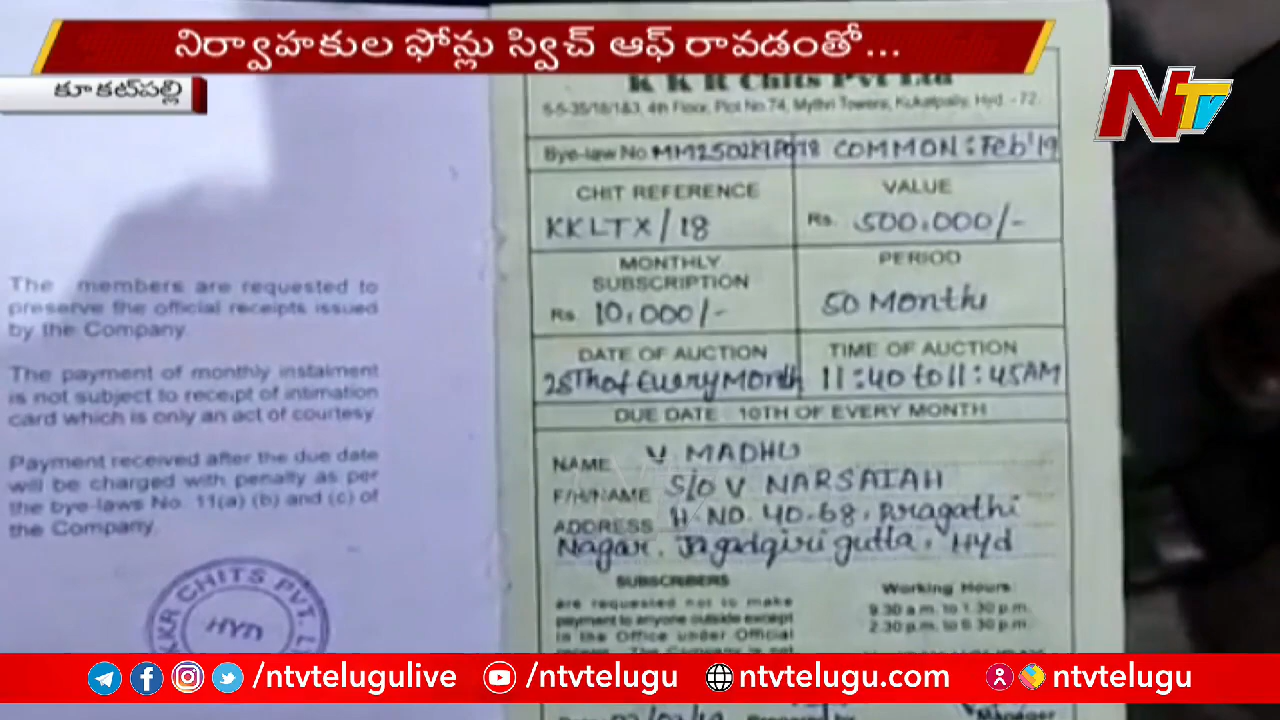 నిర్వాహకుల ఫోన్లు స్విచ్ ఆఫ్ రావడంతో...
కూకట్‌పల్లి
NTV
The members are requested to
preserve the official receipts issued
by the Company
The payment of monthly instalment
is not subject to receipt of intimation
card which is only an act of courtesy
Payment received after the due date
will be charged with penalty as per
the bye-laws No. 11(a) (b) and (c) of
the Company.
KKR CHITS PVT. L
HYD
K K R Chits Pvt Ltd
4th Floor, Plot No.74, Mythri Towers, Kukatpally, Hyd. - 72.
Bye-law No COMMON : Feb'19
CHIT REFERENCE
KKLTX/18
VALUE
Rs. 500,000/-
MONTHLY
SUBSCRIPTION
Rs 10,000/-
PERIOD
50 Months
DATE OF AUCTION
of Every Month
TIME OF AUCTION
11:40 to 11:45AM
DUE DATE : 10TH OF EVERY MONTH
NAME V MADHU
F/H/NAME S/O V NARSAIAH
ADDRESS H.NO. 40-68, Pragathi
Nagar, Jagadgiri gutta, Hyd
SUBSCRIBERS
are requested not to make
payment to anyone outside except
in the Office under Official
Working Hours:
9.30 a.m. to 1.30 p.m.
2.30 p.m. to 6.30 p.m.
Manager
/ntvtelugulive
/ntvtelugu
ntvtelugu.com
/ntvtelugu